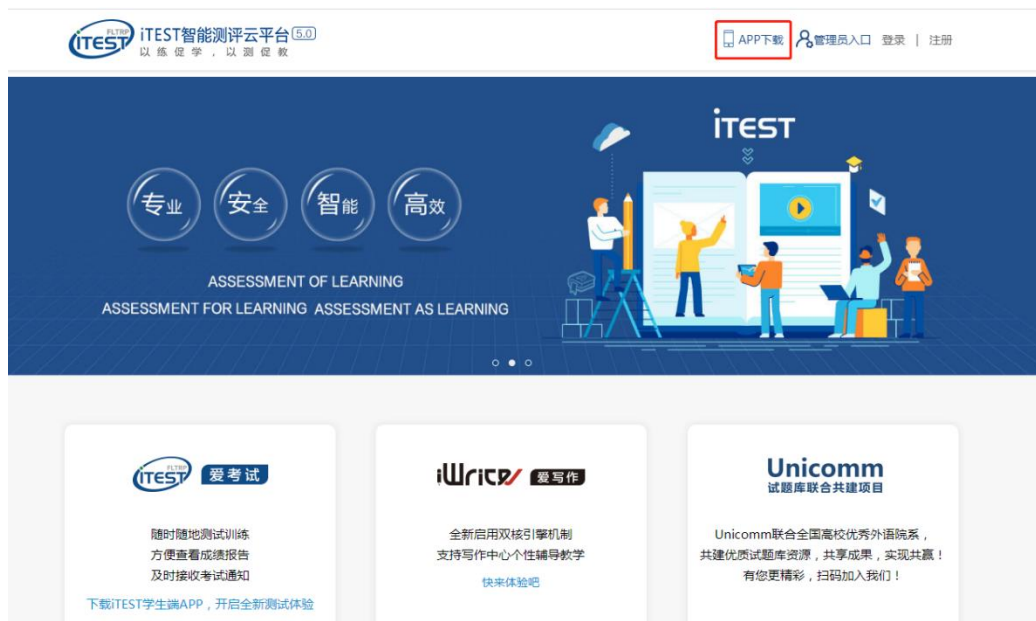 FLTRP
iTEST iTEST智能测评云平台 5.0
以练促学，以测促教
APP下载 管理员入口 登录 | 注册
iTEST
专业 安全 智能 高效
ASSESSMENT OF LEARNING
ASSESSMENT FOR LEARNING ASSESSMENT AS LEARNING
FLTRP
iTEST 爱考试
随时随地测试训练
方便查看成绩报告
及时接收考试通知
下载iTEST学生端APP，开启全新测试体验
iWrite 爱写作
全新启用双核引擎机制
支持写作中心个性辅导教学
快来体验吧
Unicomm
试题库联合共建项目
Unicomm联合全国高校优秀外语院系，
共建优质试题库资源，共享成果，实现共赢！
有您更精彩，扫码加入我们！